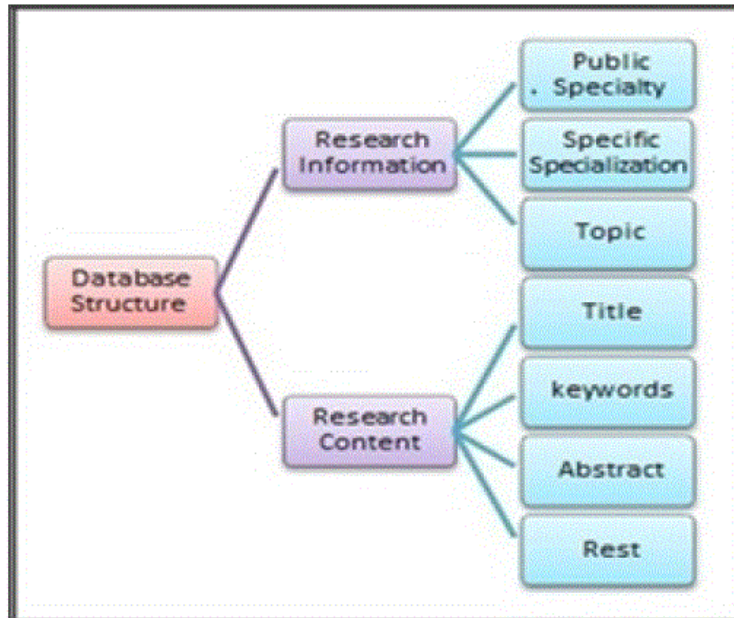 Database
Structure
Research
Information
Public
. Specialty
Specific
Specialization
Topic
Research
Content
Title
keywords
Abstract
Rest